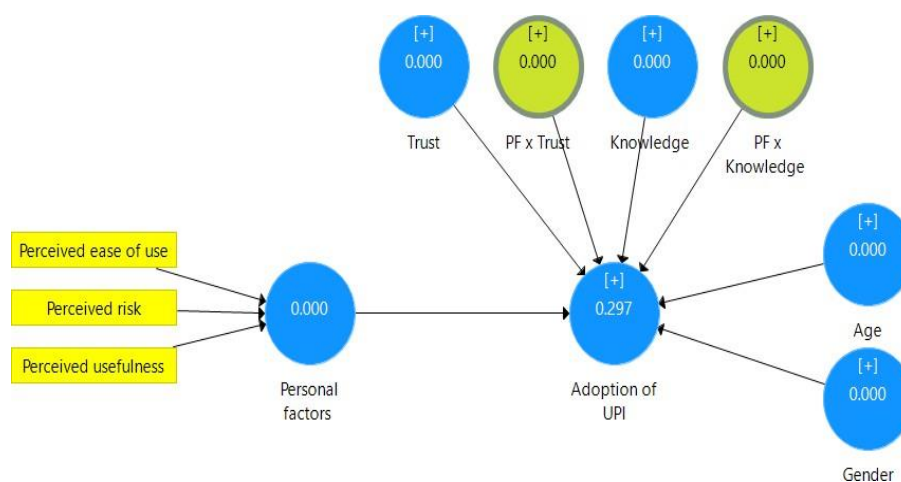 [+]
0.000
Trust
[+]
0.000
PF x Trust
[+]
0.000
Knowledge
[+]
0.000
PF x
Knowledge
Perceived ease of use
Perceived risk
Perceived usefulness
0.000
Personal
factors
[+]
0.297
Adoption of
UPI
[+]
0.000
Age
[+]
0.000
Gender